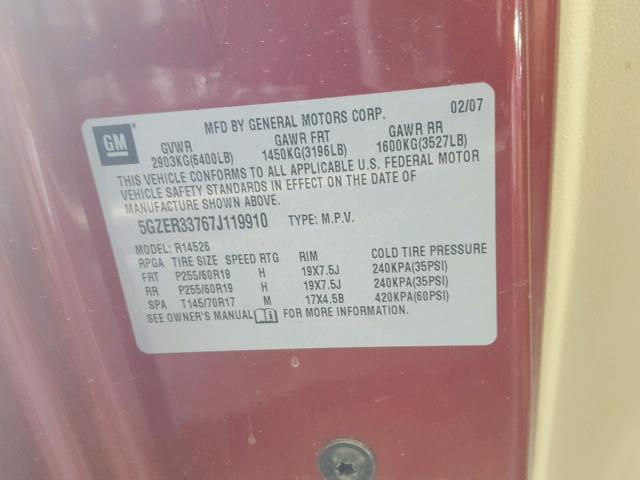 MFD BY GENERAL MOTORS CORP. 02/07
GM
GVWR GAWR FRT GAWR RR
2903KG(6400LB) 1450KG(3196LB) 1600KG(3527LB)
THIS VEHICLE CONFORMS TO ALL APPLICABLE U.S. FEDERAL MOTOR
VEHICLE SAFETY STANDARDS IN EFFECT ON THE DATE OF
MANUFACTURE SHOWN ABOVE.
5GZER33767J119910 TYPE: M.P.V.
MODEL: R14526
RPGA TIRE SIZE SPEED RTG RIM COLD TIRE PRESSURE
FRT P255/60R19 H 19X7.5J 240KPA(35PSI)
RR P255/60R19 H 19X7.5J 240KPA(35PSI)
SPA T145/70R17 M 17X4.5B 420KPA(60PSI)
SEE OWNER'S MANUAL i FOR MORE INFORMATION.